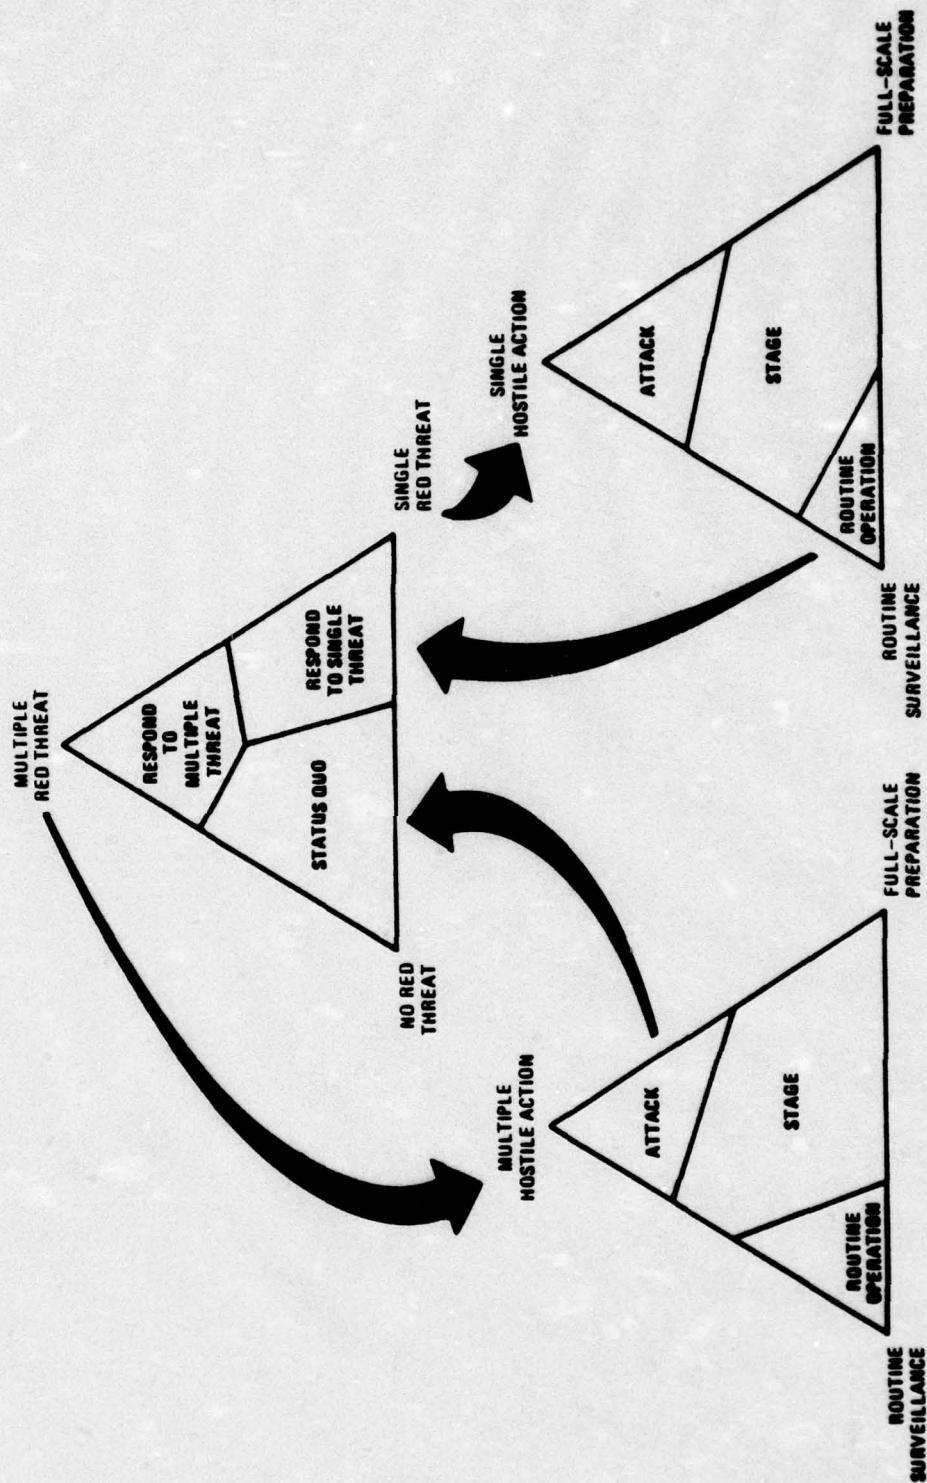 MULTIPLE
RED THREAT
RESPOND
TO
MULTIPLE
THREAT
STATUS QUO
RESPOND
TO SINGLE
THREAT
NO RED
THREAT
SINGLE
RED THREAT
MULTIPLE
HOSTILE ACTION
ATTACK
STAGE
ROUTINE
OPERATION
ROUTINE
SURVEILLANCE
FULL-SCALE
PREPARATION
SINGLE
HOSTILE ACTION
ATTACK
STAGE
ROUTINE
OPERATION
ROUTINE
SURVEILLANCE
FULL-SCALE
PREPARATION